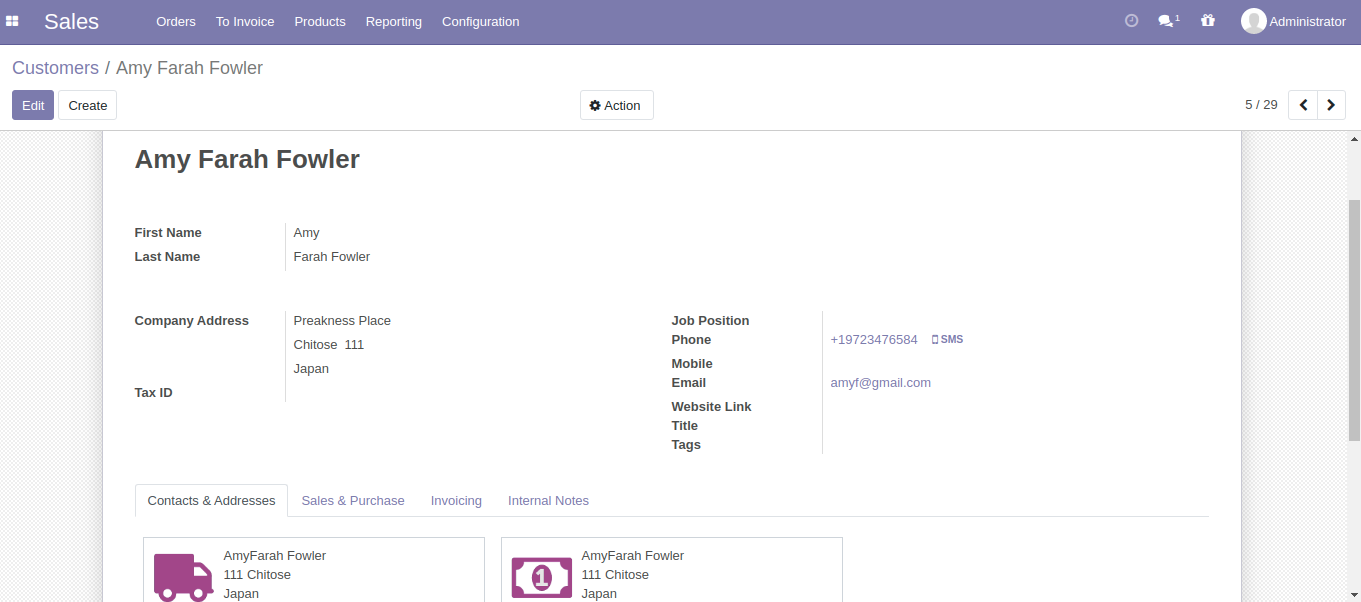 Sales Orders To Invoice Products Reporting Configuration 1 Administrator
Customers / Amy Farah Fowler
Edit Create Action 5 / 29
Amy Farah Fowler
First Name Amy
Last Name Farah Fowler
Company Address Preakness Place
Chitose 111
Japan
Tax ID
Job Position
Phone +19723476584 SMS
Mobile
Email amyf@gmail.com
Website Link
Title
Tags
Contacts & Addresses Sales & Purchase Invoicing Internal Notes
AmyFarah Fowler
111 Chitose
Japan
1
AmyFarah Fowler
111 Chitose
Japan